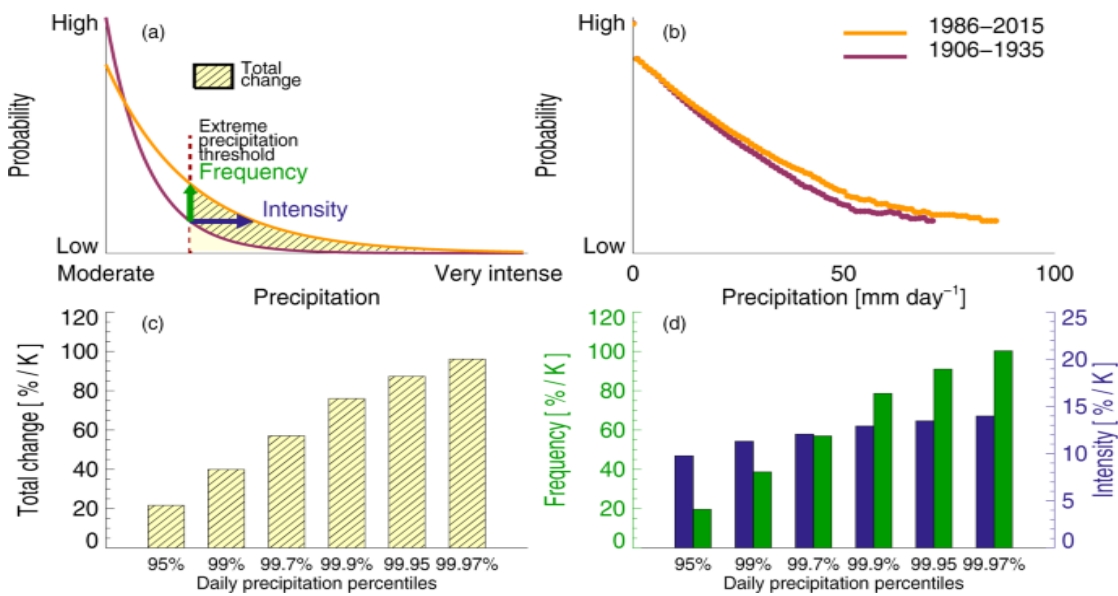 High
(a)
Total
change
Extreme
precipitation
threshold
Frequency
Intensity
Probability
Low
Moderate
Very intense
Precipitation
High
(b)
1986–2015
1906–1935
Probability
Low
0
50
100
Precipitation [mm day⁻¹]
120
(c)
100
80
60
40
20
0
Total change [ % / K ]
95%
99%
99.7%
99.9%
99.95
99.97%
Daily precipitation percentiles
120
(d)
100
80
60
40
20
0
Frequency [ % / K ]
25
20
15
10
5
0
Intensity [ % / K ]
95%
99%
99.7%
99.9%
99.95
99.97%
Daily precipitation percentiles